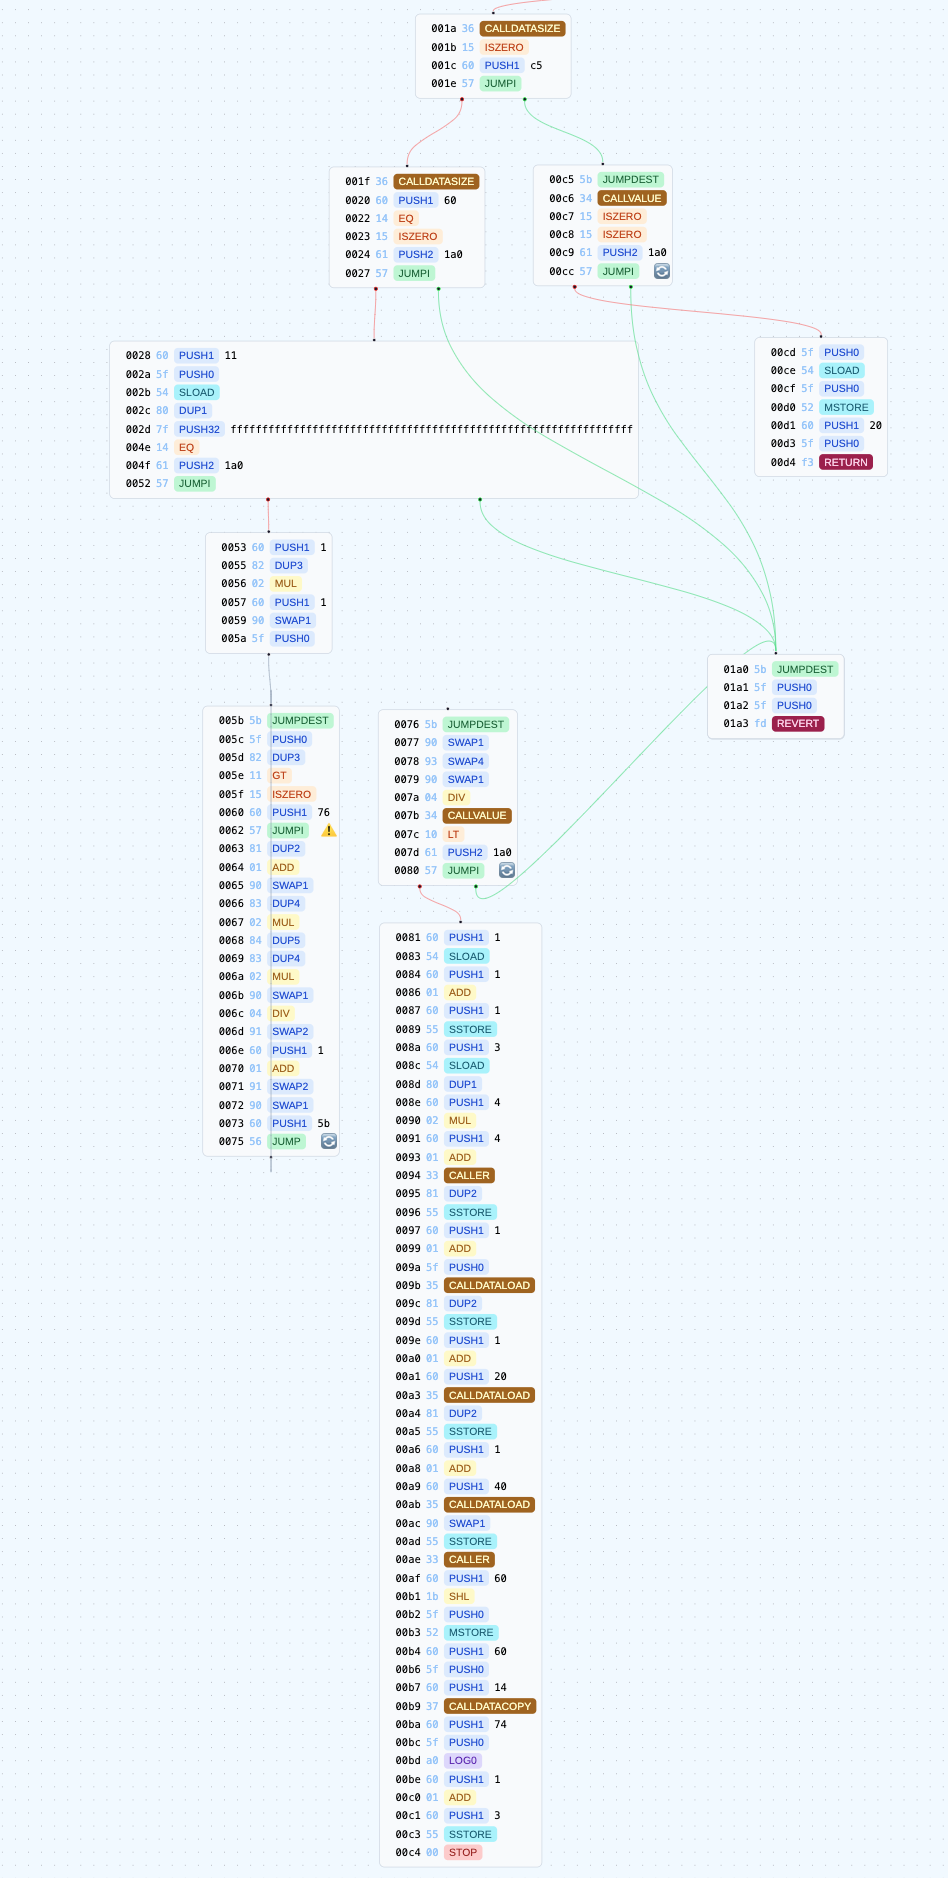 001a 36 CALLDATASIZE
001b 15 ISZERO
001c 60 PUSH1 c5
001e 57 JUMPI
001f 36 CALLDATASIZE
0020 60 PUSH1 60
0022 14 EQ
0023 15 ISZERO
0024 61 PUSH2 1a0
0027 57 JUMPI
00c5 5b JUMPDEST
00c6 34 CALLVALUE
00c7 15 ISZERO
00c8 15 ISZERO
00c9 61 PUSH2 1a0
00cc 57 JUMPI
0028 60 PUSH1 11
002a 5f PUSH0
002b 54 SLOAD
002c 80 DUP1
002d 7f PUSH32 ffffffffffffffffffffffffffffffffffffffffffffffffffffffffffffffff
004e 14 EQ
004f 61 PUSH2 1a0
0052 57 JUMPI
00cd 5f PUSH0
00ce 54 SLOAD
00cf 5f PUSH0
00d0 52 MSTORE
00d1 60 PUSH1 20
00d3 5f PUSH0
00d4 f3 RETURN
0053 60 PUSH1 1
0055 82 DUP3
0056 02 MUL
0057 60 PUSH1 1
0059 90 SWAP1
005a 5f PUSH0
01a0 5b JUMPDEST
01a1 5f PUSH0
01a2 5f PUSH0
01a3 fd REVERT
005b 5b JUMPDEST
005c 5f PUSH0
005d 82 DUP3
005e 11 GT
005f 15 ISZERO
0060 60 PUSH1 76
0062 57 JUMPI
0063 81 DUP2
0064 01 ADD
0065 90 SWAP1
0066 83 DUP4
0067 02 MUL
0068 84 DUP5
0069 83 DUP4
006a 02 MUL
006b 90 SWAP1
006c 04 DIV
006d 91 SWAP2
006e 60 PUSH1 1
0070 01 ADD
0071 91 SWAP2
0072 90 SWAP1
0073 60 PUSH1 5b
0075 56 JUMP
0076 5b JUMPDEST
0077 90 SWAP1
0078 93 SWAP4
0079 90 SWAP1
007a 04 DIV
007b 34 CALLVALUE
007c 10 LT
007d 61 PUSH2 1a0
0080 57 JUMPI
0081 60 PUSH1 1
0083 54 SLOAD
0084 60 PUSH1 1
0086 01 ADD
0087 60 PUSH1 1
0089 55 SSTORE
008a 60 PUSH1 3
008c 54 SLOAD
008d 80 DUP1
008e 60 PUSH1 4
0090 02 MUL
0091 60 PUSH1 4
0093 01 ADD
0094 33 CALLER
0095 81 DUP2
0096 55 SSTORE
0097 60 PUSH1 1
0099 01 ADD
009a 5f PUSH0
009b 35 CALLDATALOAD
009c 81 DUP2
009d 55 SSTORE
009e 60 PUSH1 1
00a0 01 ADD
00a1 60 PUSH1 20
00a3 35 CALLDATALOAD
00a4 81 DUP2
00a5 55 SSTORE
00a6 60 PUSH1 1
00a8 01 ADD
00a9 60 PUSH1 40
00ab 35 CALLDATALOAD
00ac 90 SWAP1
00ad 55 SSTORE
00ae 33 CALLER
00af 60 PUSH1 60
00b1 1b SHL
00b2 5f PUSH0
00b3 52 MSTORE
00b4 60 PUSH1 60
00b6 5f PUSH0
00b7 60 PUSH1 14
00b9 37 CALLDATACOPY
00ba 60 PUSH1 74
00bc 5f PUSH0
00bd a0 LOG0
00be 60 PUSH1 1
00c0 01 ADD
00c1 60 PUSH1 3
00c3 55 SSTORE
00c4 00 STOP